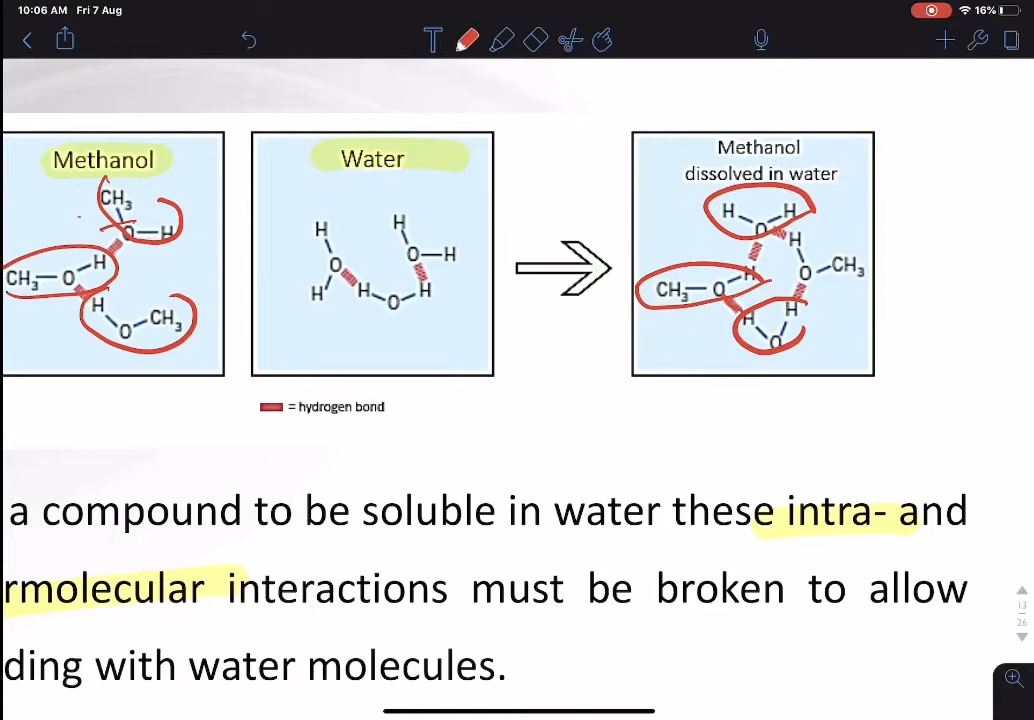 10:06 AM Fri 7 Aug
16%
T
Methanol
CH3
O—H
H
CH3—O
H
O—CH3
Water
H
H
O
O—H
H
H
O
H
Methanol
dissolved in water
H
H
O
H
H
O—CH3
CH3—O
H
H
O
= hydrogen bond
a compound to be soluble in water these intra- and
rmolecular interactions must be broken to allow
ding with water molecules.
13
26